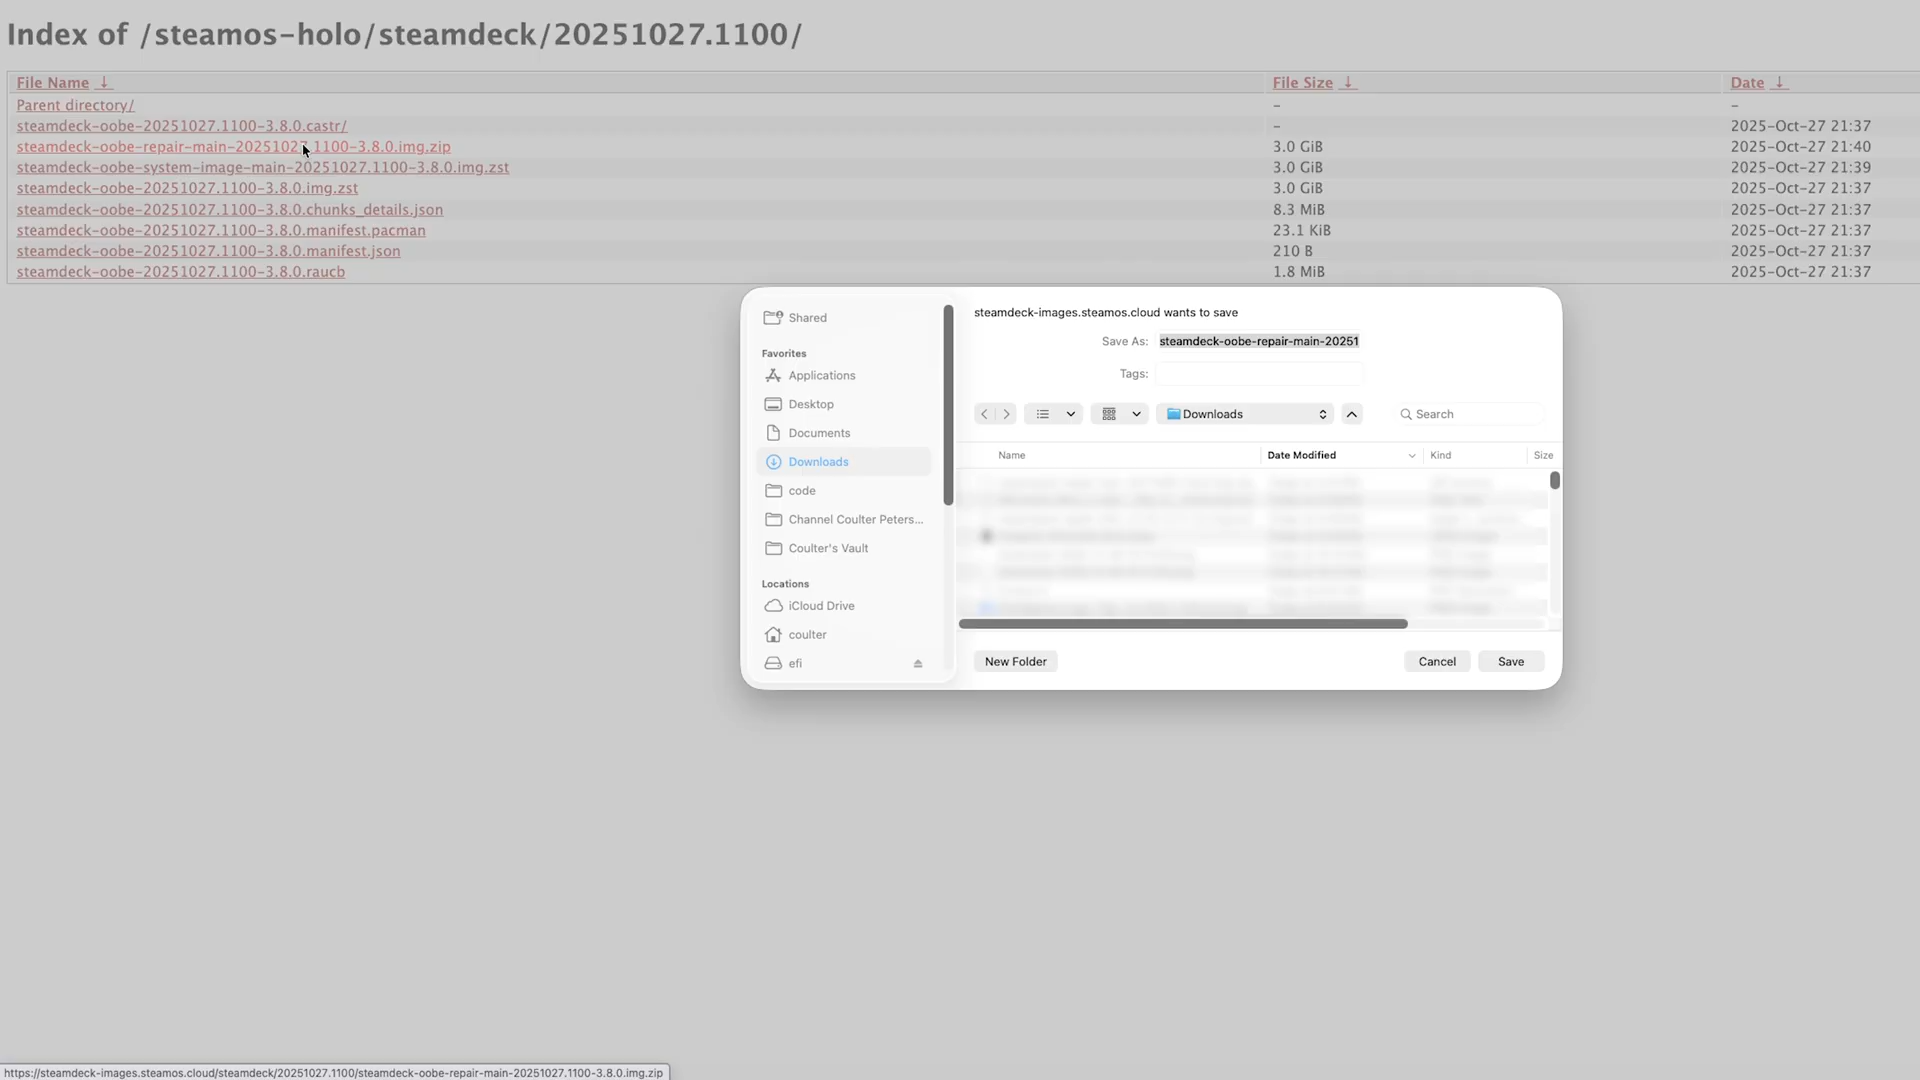 Index of /steamos-holo/steamdeck/20251027.1100/
File Name ↓ File Size ↓ Date ↓
Parent directory/ - -
steamdeck-oobe-20251027.1100-3.8.0.castr/ - 2025-Oct-27 21:37
steamdeck-oobe-repair-main-20251027.1100-3.8.0.img.zip 3.0 GiB 2025-Oct-27 21:40
steamdeck-oobe-system-image-main-20251027.1100-3.8.0.img.zst 3.0 GiB 2025-Oct-27 21:39
steamdeck-oobe-20251027.1100-3.8.0.img.zst 3.0 GiB 2025-Oct-27 21:37
steamdeck-oobe-20251027.1100-3.8.0.chunks_details.json 8.3 MiB 2025-Oct-27 21:37
steamdeck-oobe-20251027.1100-3.8.0.manifest.pacman 23.1 KiB 2025-Oct-27 21:37
steamdeck-oobe-20251027.1100-3.8.0.manifest.json 210 B 2025-Oct-27 21:37
steamdeck-oobe-20251027.1100-3.8.0.raucb 1.8 MiB 2025-Oct-27 21:37
Shared
Favorites
Applications
Desktop
Documents
Downloads
code
Channel Coulter Peters...
Coulter's Vault
Locations
iCloud Drive
coulter
efi
steamdeck-images.steamos.cloud wants to save
Save As: steamdeck-oobe-repair-main-20251
Tags:
Downloads Search
Name Date Modified Kind Size
New Folder Cancel Save
https://steamdeck-images.steamos.cloud/steamdeck/20251027.1100/steamdeck-oobe-repair-main-20251027.1100-3.8.0.img.zip